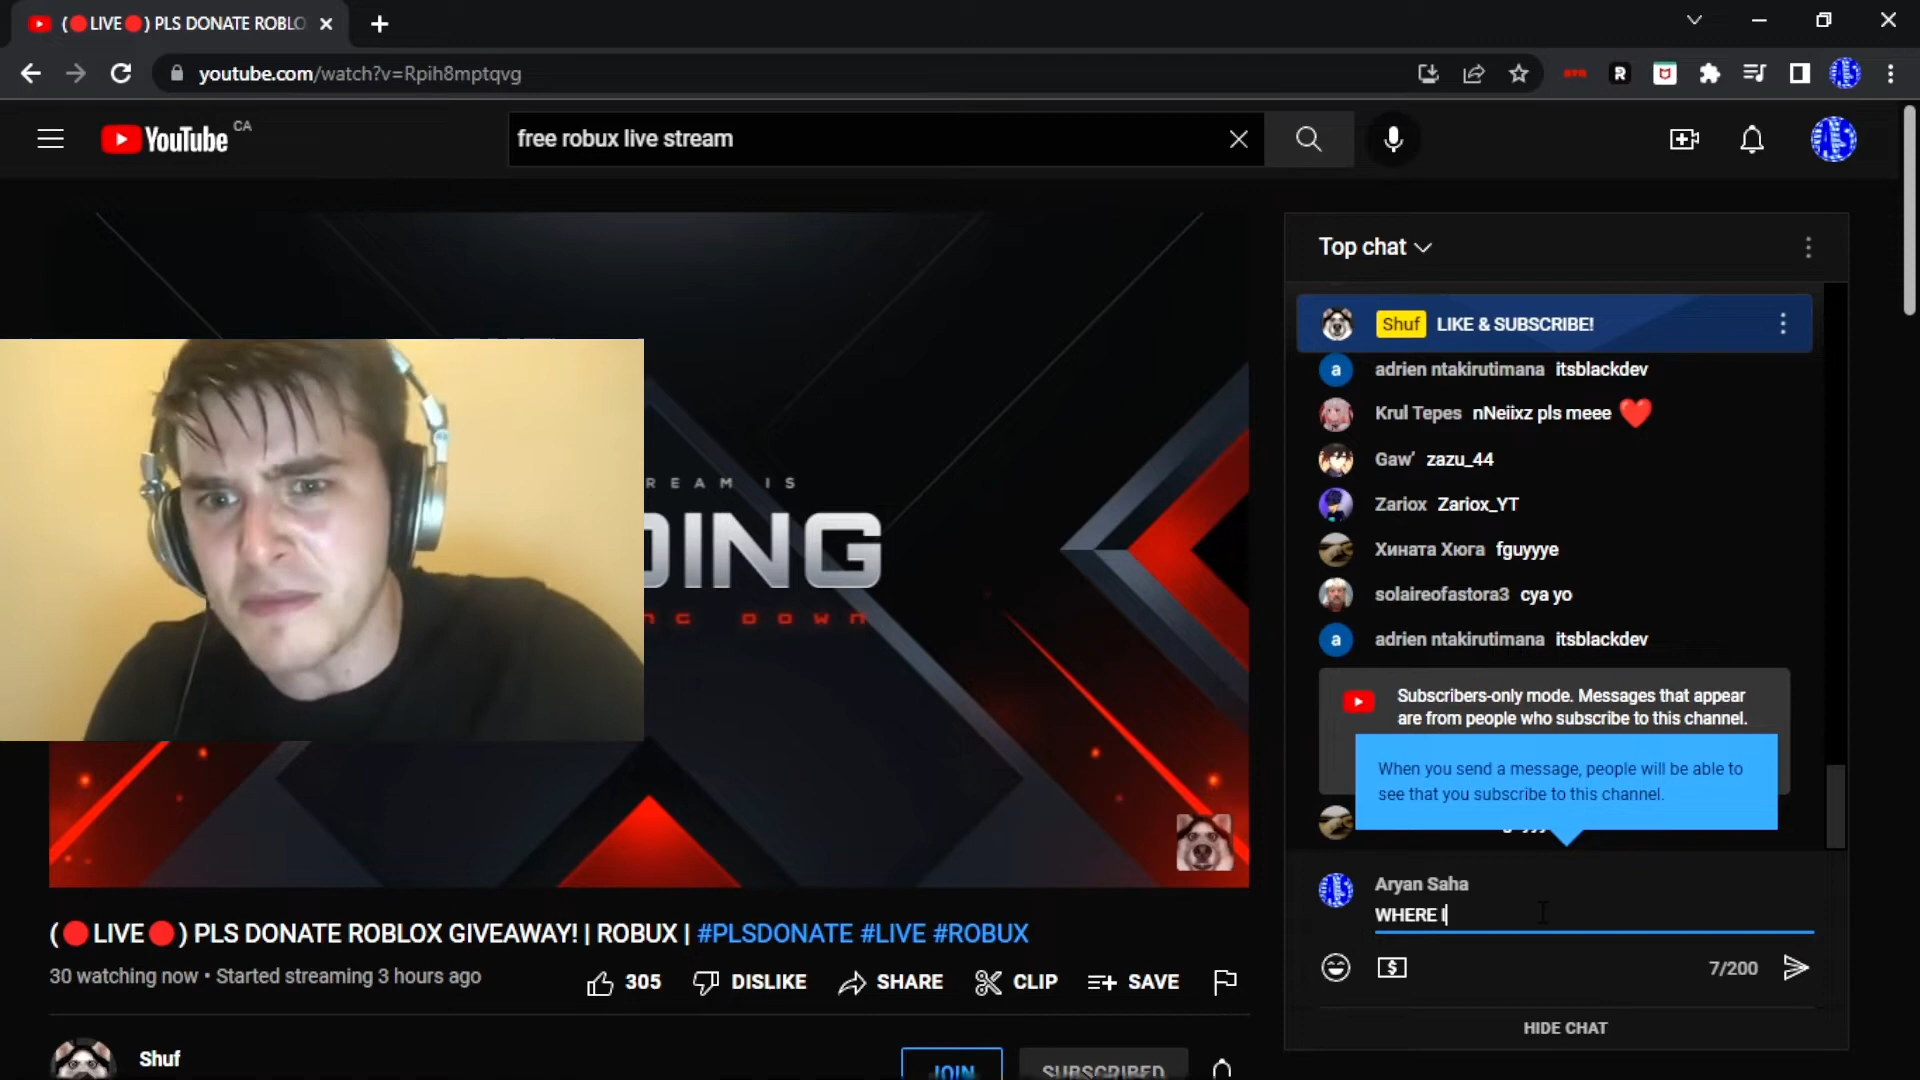 (🔴LIVE🔴) PLS DONATE ROBLO
youtube.com/watch?v=Rpih8mptqvg
YouTube CA
free robux live stream
Top chat
Shuf LIKE & SUBSCRIBE!
adrien ntakirutimana itsblackdev
Krul Tepes nNeiixz pls meee ❤️
Gaw' zazu_44
Zariox Zariox_YT
Хината Хюга fguyyye
solaireofastora3 cya yo
adrien ntakirutimana itsblackdev
Subscribers-only mode. Messages that appear
are from people who subscribe to this channel.
When you send a message, people will be able to
see that you subscribe to this channel.
Aryan Saha
WHERE I
7/200
HIDE CHAT
REAM IS
DING
DOWN
(🔴LIVE🔴) PLS DONATE ROBLOX GIVEAWAY! | ROBUX | #PLSDONATE #LIVE #ROBUX
30 watching now • Started streaming 3 hours ago
305 DISLIKE SHARE CLIP SAVE
Shuf
JOIN SUBSCRIBED